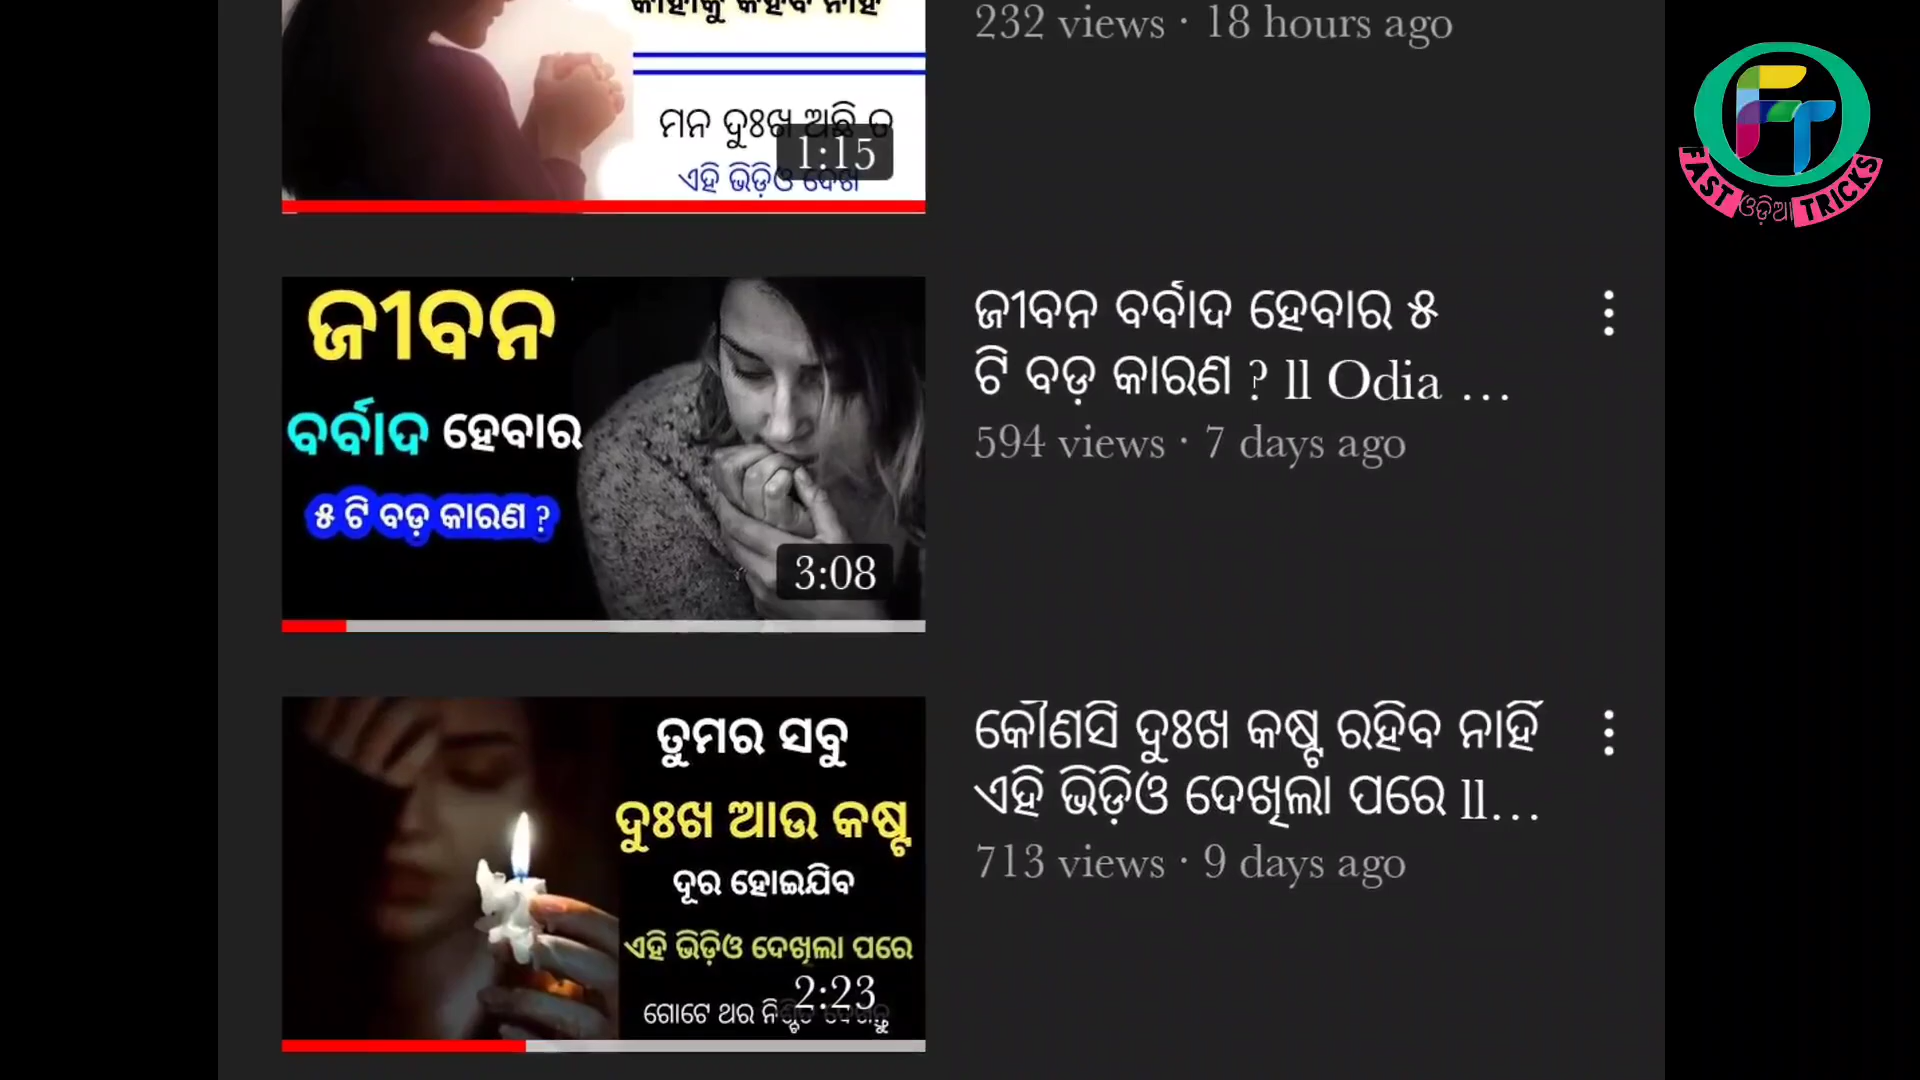 କାହାକୁ କହିବ ନାହିଁ
232 views · 18 hours ago
ମନ ଦୁଃଖ ଅଛି ତ
1:15
ଏହି ଭିଡ଼ିଓ ଦେଖ
FAST ଓଡ଼ିଆ TRICKS
ଜୀବନ
ବର୍ବାଦ ହେବାର
୫ ଟି ବଡ଼ କାରଣ ?
3:08
ଜୀବନ ବର୍ବାଦ ହେବାର ୫
ଟି ବଡ଼ କାରଣ ? ll Odia ...
594 views · 7 days ago
ତୁମର ସବୁ
ଦୁଃଖ ଆଉ କଷ୍ଟ
ଦୂର ହୋଇଯିବ
ଏହି ଭିଡ଼ିଓ ଦେଖିଲା ପରେ
2:23
ଗୋଟେ ଥର ନିଶ୍ଚିତ ଦେଖନ୍ତୁ
କୌଣସି ଦୁଃଖ କଷ୍ଟ ରହିବ ନାହିଁ
ଏହି ଭିଡ଼ିଓ ଦେଖିଲା ପରେ ll...
713 views · 9 days ago